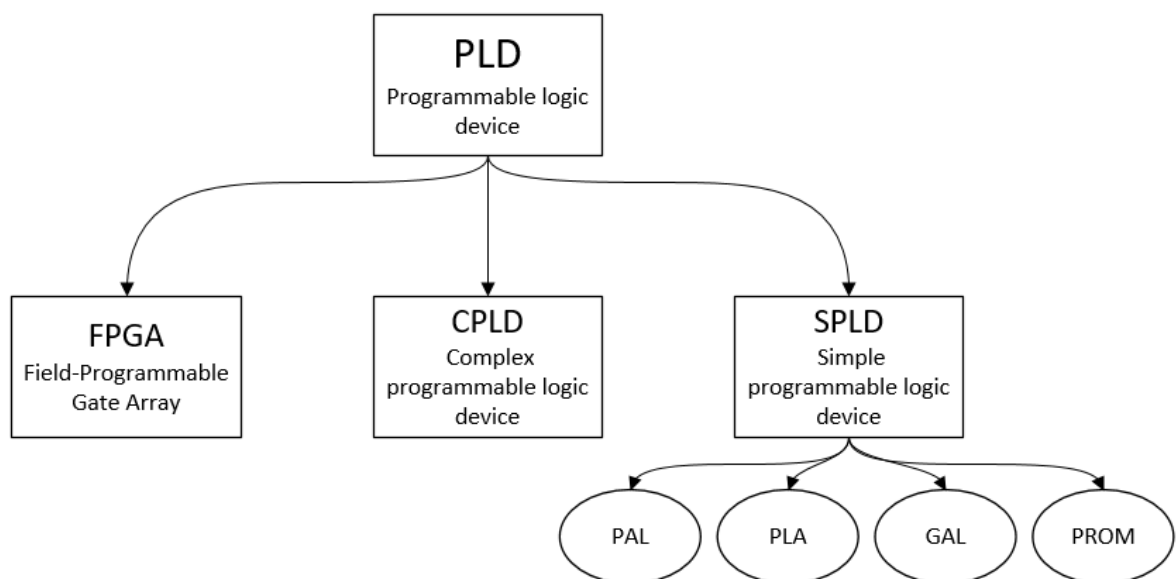 PLD
Programmable logic
device
FPGA
Field-Programmable
Gate Array
CPLD
Complex
programmable logic
device
SPLD
Simple
programmable logic
device
PAL
PLA
GAL
PROM